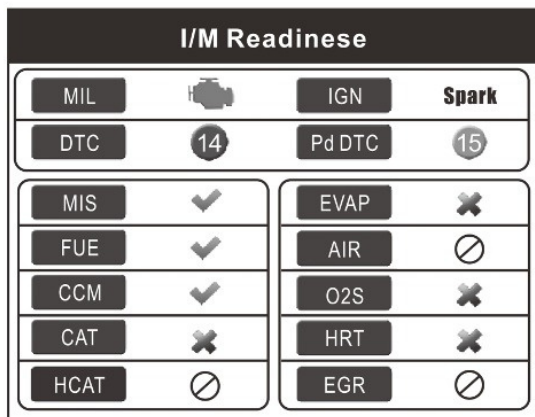 I/M Readinese
MIL IGN Spark
DTC 14 Pd DTC 15
MIS EVAP
FUE AIR
CCM O2S
CAT HRT
HCAT EGR